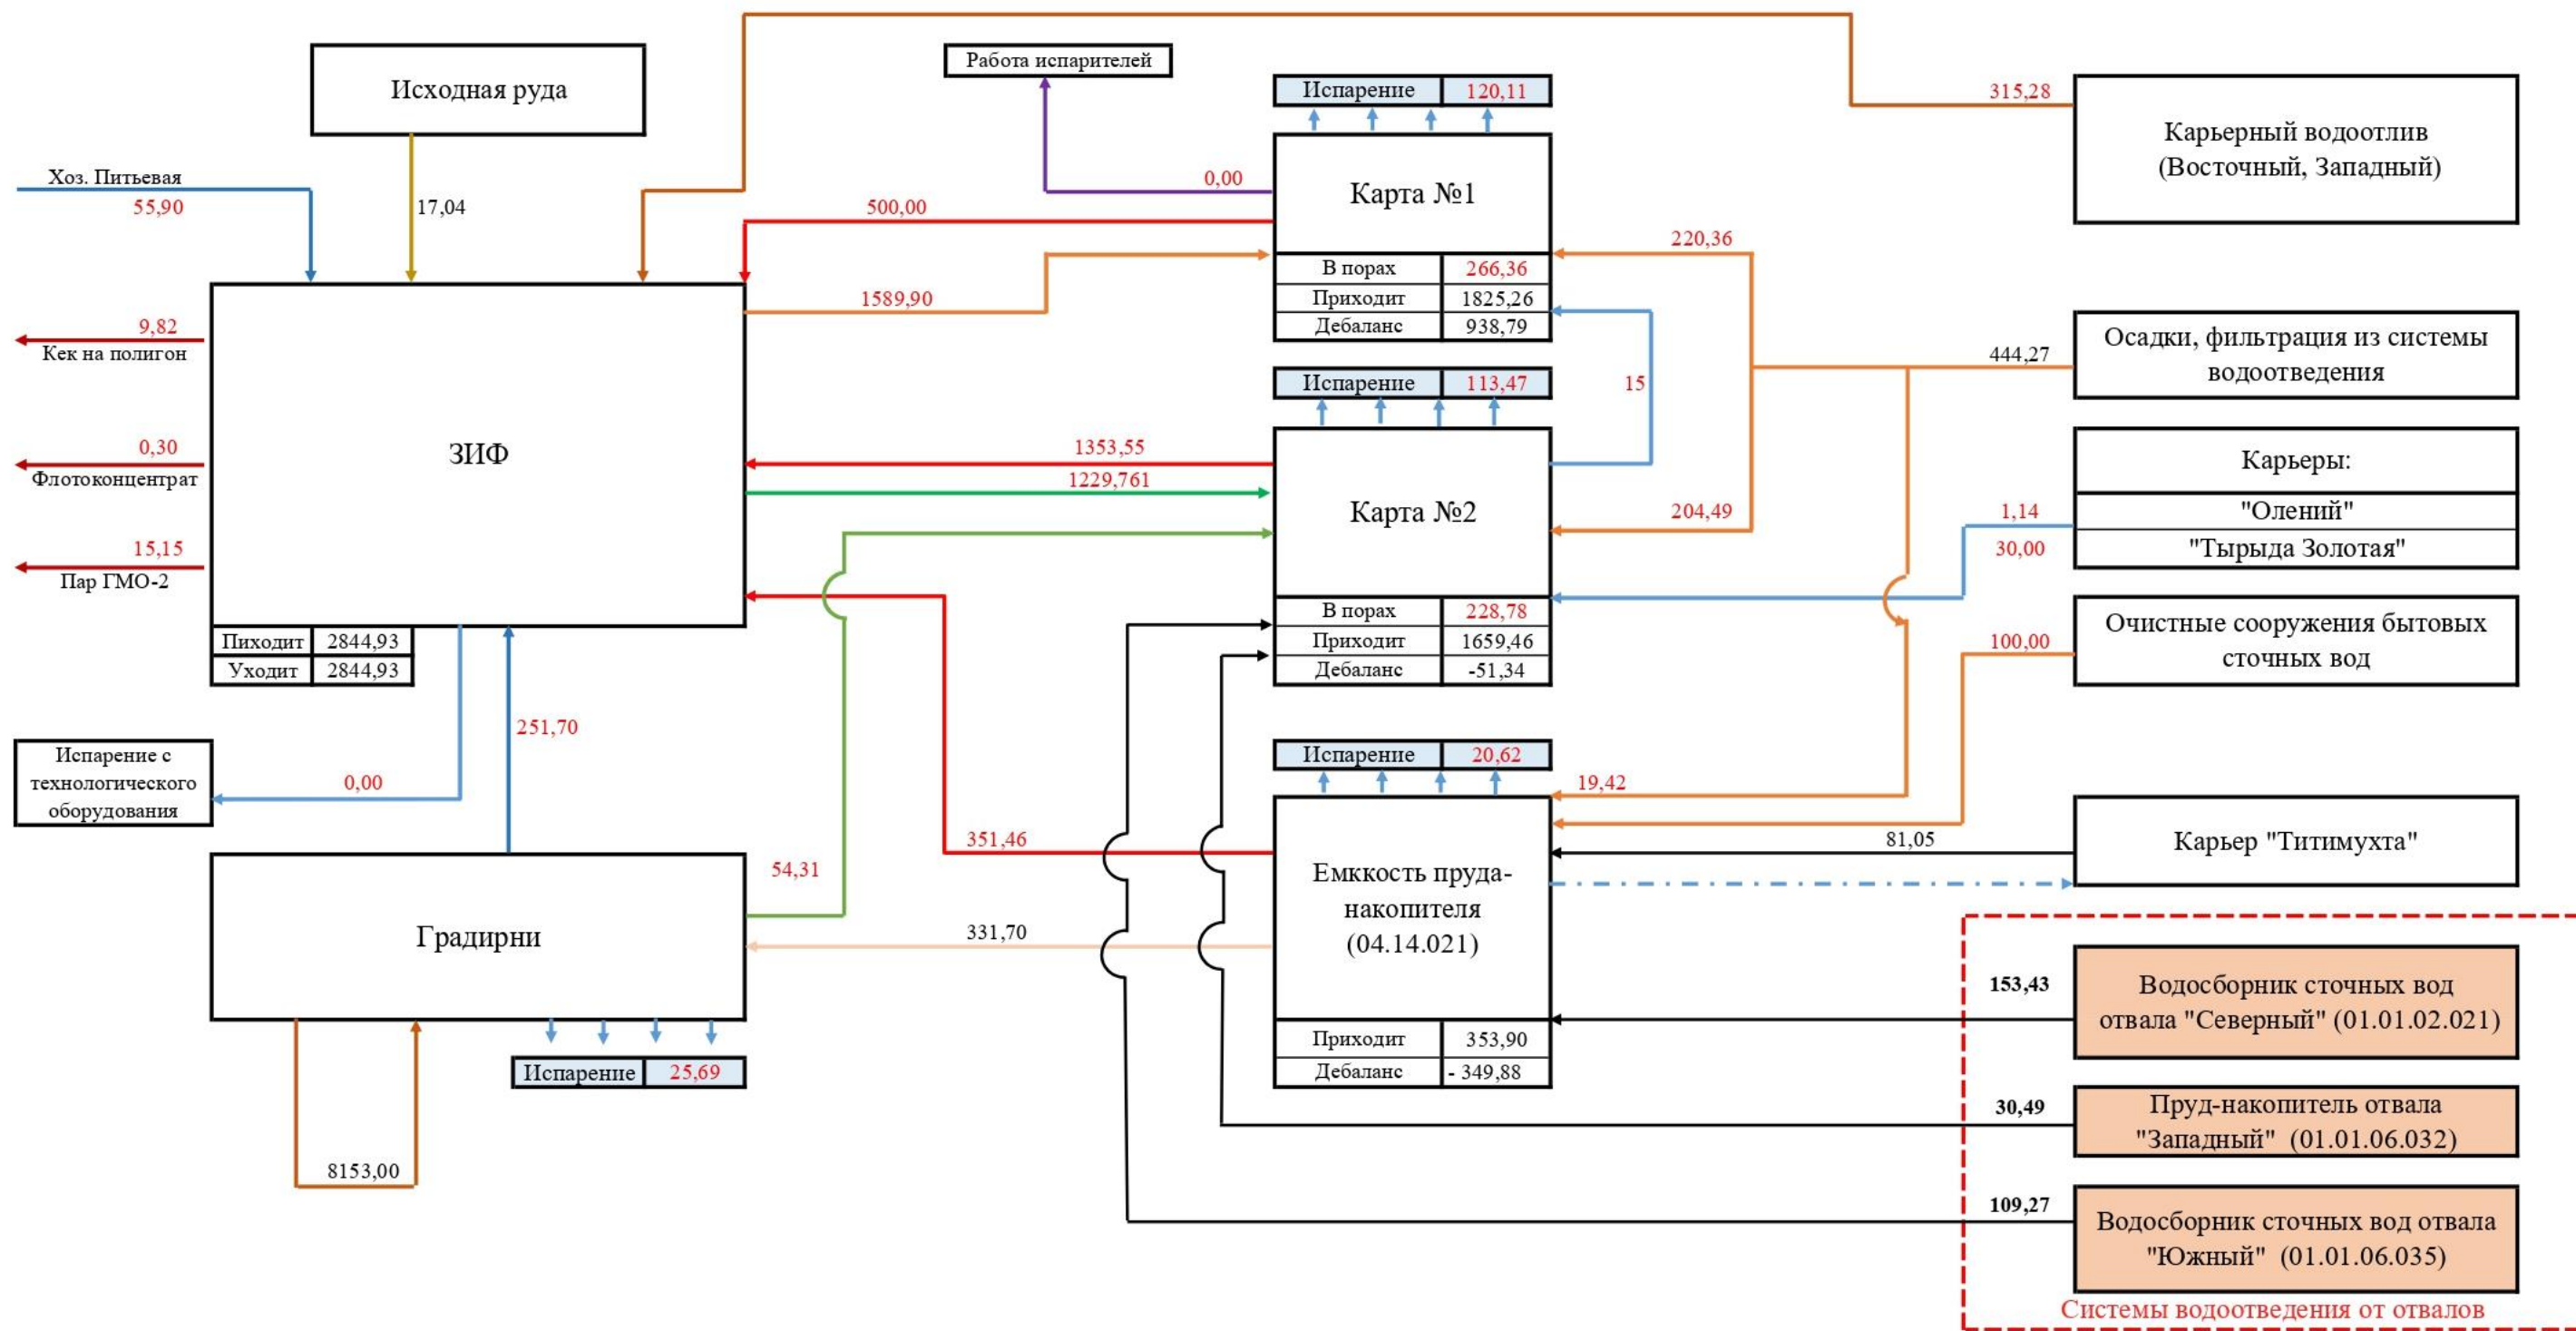 Исходная руда
Работа испарителей
Испарение 120,11
315,28
Карьерный водоотлив
(Восточный, Западный)
Хоз. Питьевая
55,90
17,04
0,00
500,00
Карта №1
220,36
1589,90
В порах 266,36
Приходит 1825,26
Дебаланс 938,79
9,82
Кек на полигон
444,27
Осадки, фильтрация из системы
водоотведения
Испарение 113,47
15
0,30
Флотоконцентрат
ЗИФ
1353,55
1229,761
Карта №2
204,49
Карьеры:
1,14
"Олений"
30,00
"Тырыда Золотая"
15,15
Пар ГМО-2
В порах 228,78
Приходит 1659,46
Дебаланс -51,34
100,00
Очистные сооружения бытовых
сточных вод
Пиходит 2844,93
Уходит 2844,93
251,70
Испарение с
технологического
оборудования
0,00
Испарение 20,62
19,42
351,46
54,31
81,05
Карьер "Титимухта"
Емккость пруда-
накопителя
(04.14.021)
Градирни
331,70
153,43
Водосборник сточных вод
отвала "Северный" (01.01.02.021)
Приходит 353,90
Дебаланс - 349,88
Испарение 25,69
30,49
Пруд-накопитель отвала
"Западный" (01.01.06.032)
8153,00
109,27
Водосборник сточных вод отвала
"Южный" (01.01.06.035)
Системы водоотведения от отвалов